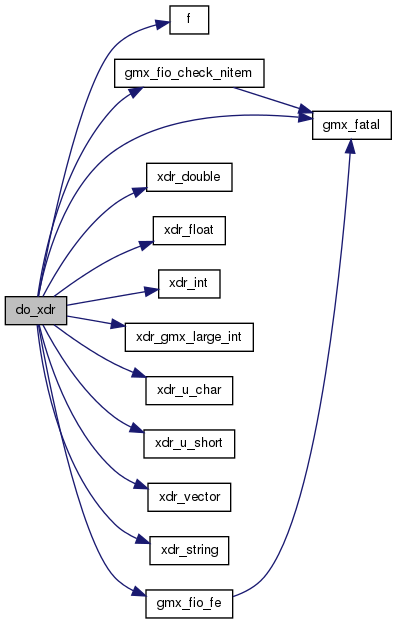 f
gmx_fio_check_nitem
gmx_fatal
xdr_double
xdr_float
xdr_int
do_xdr
xdr_gmx_large_int
xdr_u_char
xdr_u_short
xdr_vector
xdr_string
gmx_fio_fe